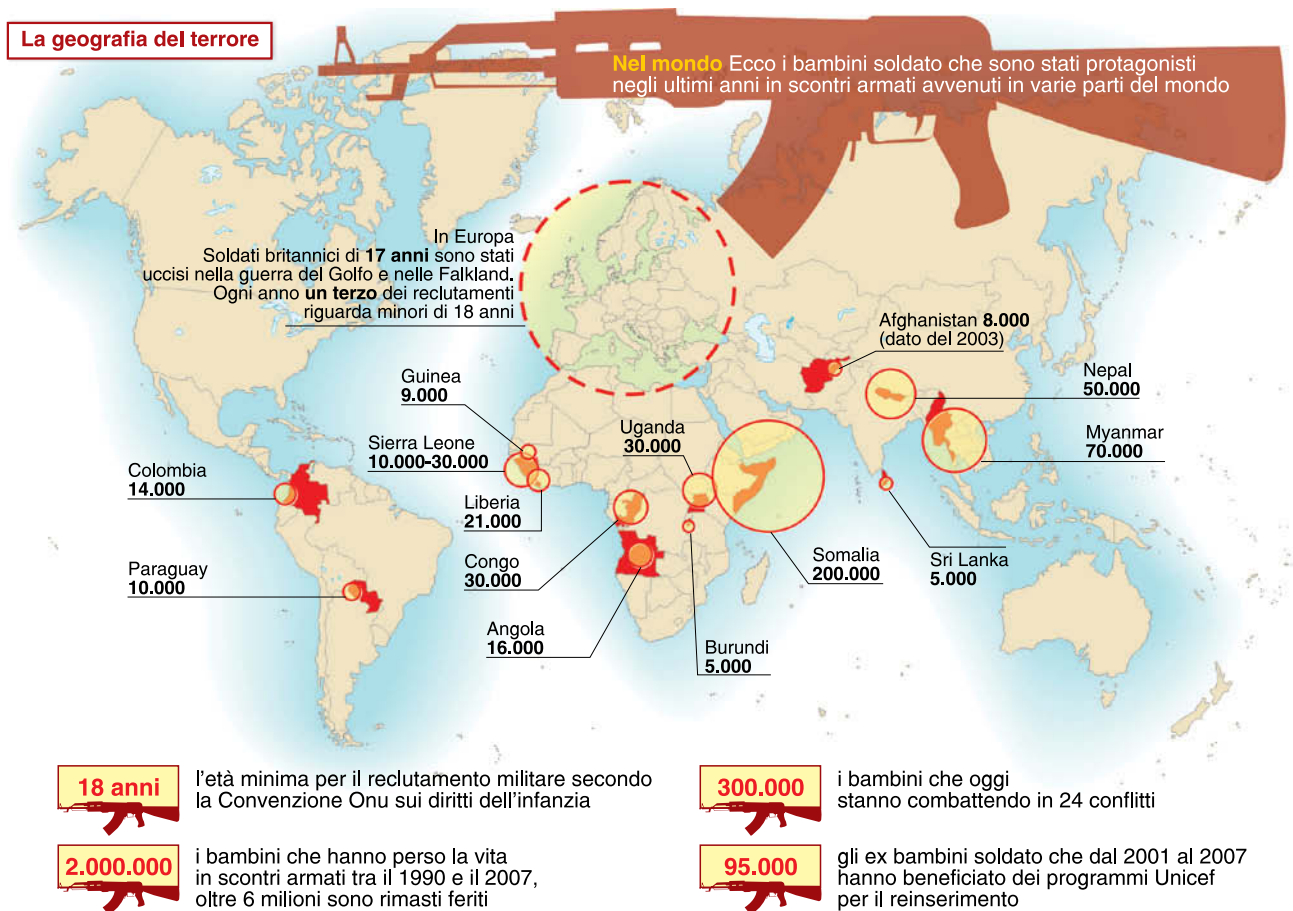 La geografia del terrore
Nel mondo Ecco i bambini soldato che sono stati protagonisti
negli ultimi anni in scontri armati avvenuti in varie parti del mondo
In Europa
Soldati britannici di 17 anni sono stati
uccisi nella guerra del Golfo e nelle Falkland.
Ogni anno un terzo dei reclutamenti
riguarda minori di 18 anni
Afghanistan 8.000
(dato del 2003)
Nepal
50.000
Guinea
9.000
Uganda
30.000
Myanmar
70.000
Sierra Leone
10.000-30.000
Colombia
14.000
Liberia
21.000
Congo
30.000
Somalia
200.000
Sri Lanka
5.000
Paraguay
10.000
Angola
16.000
Burundi
5.000
18 anni
l'età minima per il reclutamento militare secondo
la Convenzione Onu sui diritti dell'infanzia
300.000
i bambini che oggi
stanno combattendo in 24 conflitti
2.000.000
i bambini che hanno perso la vita
in scontri armati tra il 1990 e il 2007,
oltre 6 milioni sono rimasti feriti
95.000
gli ex bambini soldato che dal 2001 al 2007
hanno beneficiato dei programmi Unicef
per il reinserimento